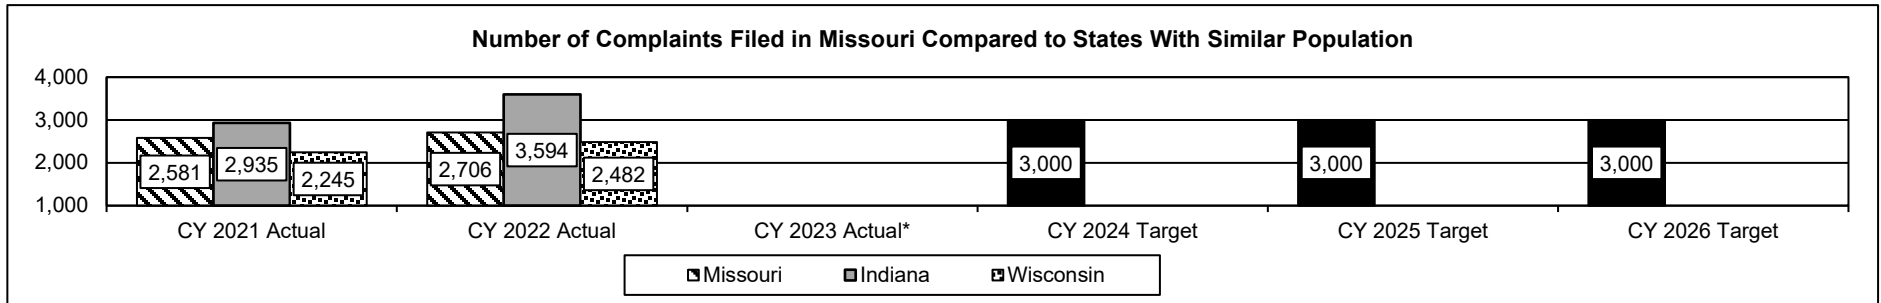 Number of Complaints Filed in Missouri Compared to States With Similar Population
4,000
3,000
2,000
1,000
2,581
2,935
2,245
2,706
3,594
2,482
3,000
3,000
3,000
CY 2021 Actual
CY 2022 Actual
CY 2023 Actual*
CY 2024 Target
CY 2025 Target
CY 2026 Target
Missouri
Indiana
Wisconsin